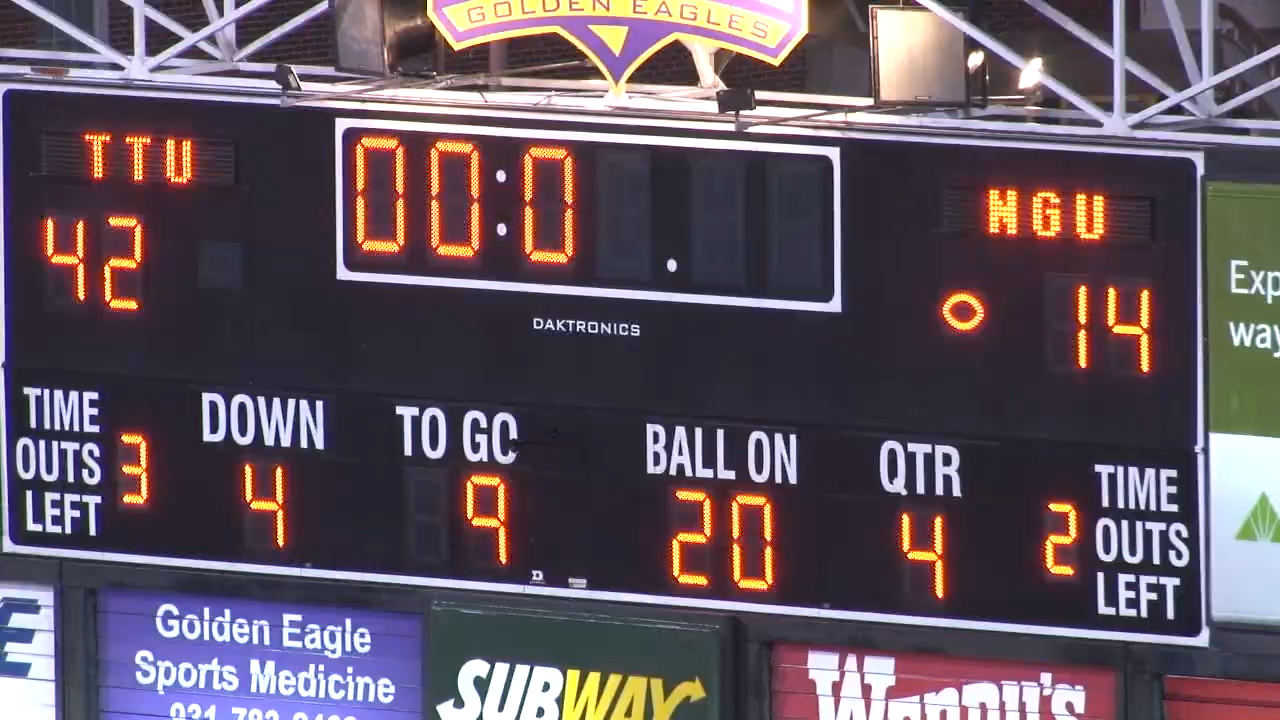 GOLDEN EAGLES
TTU
00:0 .
MGU
42
14
DAKTRONICS
TIME OUTS LEFT 3
DOWN 4
TO GO 9
BALL ON 20
QTR 4
2 TIME OUTS LEFT
Exp
way
Golden Eagle
Sports Medicine
SUBWAY
Wendy's